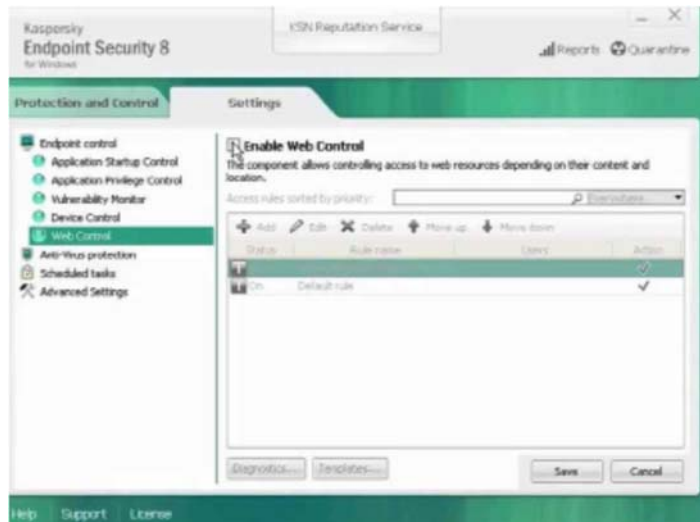 Kaspersky
Endpoint Security 8
for Windows
KSN Reputation Service
Reports
Quarantine
Protection and Control
Settings
Endpoint control
Application Startup Control
Application Privilege Control
Vulnerability Monitor
Device Control
Web Control
Anti-Virus protection
Scheduled tasks
Advanced Settings
Enable Web Control
The component allows controlling access to web resources depending on their content and
location.
Access rules sorted by priority:
Everywhere
Add Edit Delete Move up Move down
Status Rule name Users Action
On Default rule
Diagnostics... Templates...
Save Cancel
Help Support License